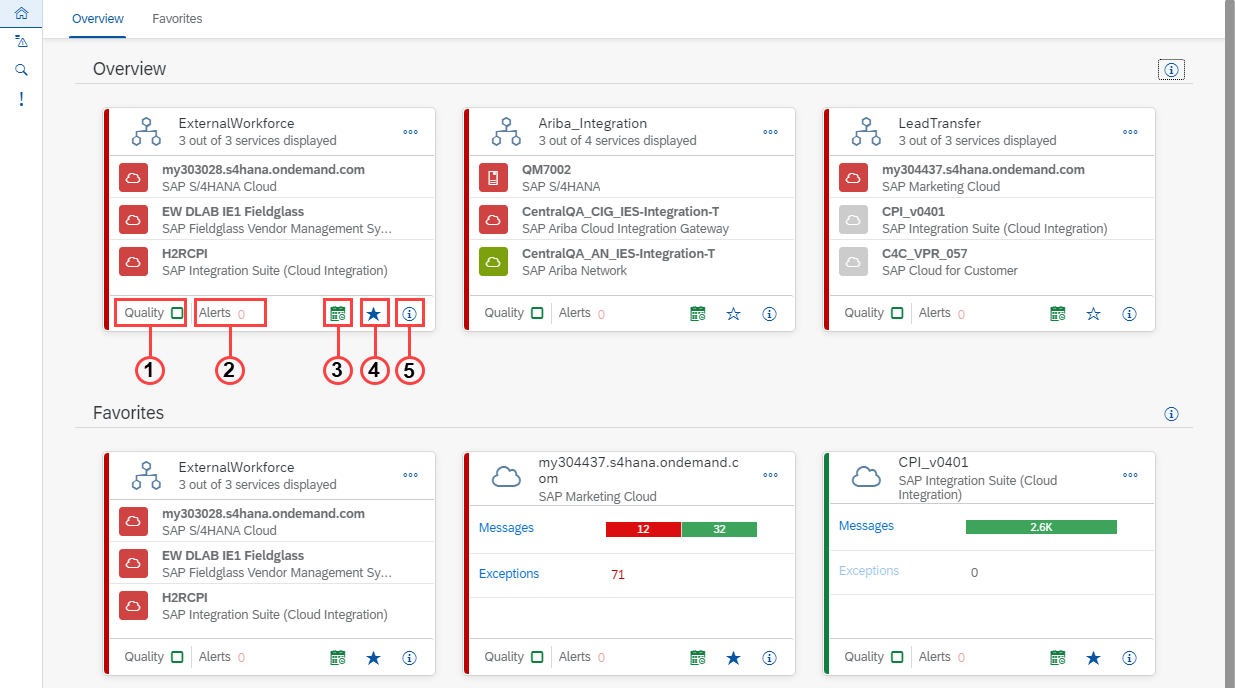 Overview Favorites
Overview
ExternalWorkforce
3 out of 3 services displayed
my303028.s4hana.ondemand.com
SAP S/4HANA Cloud
EW DLAB IE1 Fieldglass
SAP Fieldglass Vendor Management Sy...
H2RCPI
SAP Integration Suite (Cloud Integration)
Quality Alerts 0
Ariba_Integration
3 out of 4 services displayed
QM7002
SAP S/4HANA
CentralQA_CIG_IES-Integration-T
SAP Ariba Cloud Integration Gateway
CentralQA_AN_IES-Integration-T
SAP Ariba Network
Quality Alerts 0
LeadTransfer
3 out of 3 services displayed
my304437.s4hana.ondemand.com
SAP Marketing Cloud
CPI_v0401
SAP Integration Suite (Cloud Integration)
C4C_VPR_057
SAP Cloud for Customer
Quality Alerts 0
1 2 3 4 5
Favorites
ExternalWorkforce
3 out of 3 services displayed
my303028.s4hana.ondemand.com
SAP S/4HANA Cloud
EW DLAB IE1 Fieldglass
SAP Fieldglass Vendor Management Sy...
H2RCPI
SAP Integration Suite (Cloud Integration)
Quality Alerts 0
my304437.s4hana.ondemand.c
om
SAP Marketing Cloud
Messages 12 32
Exceptions 71
Quality Alerts 0
CPI_v0401
SAP Integration Suite (Cloud
Integration)
Messages 2.6K
Exceptions 0
Quality Alerts 0